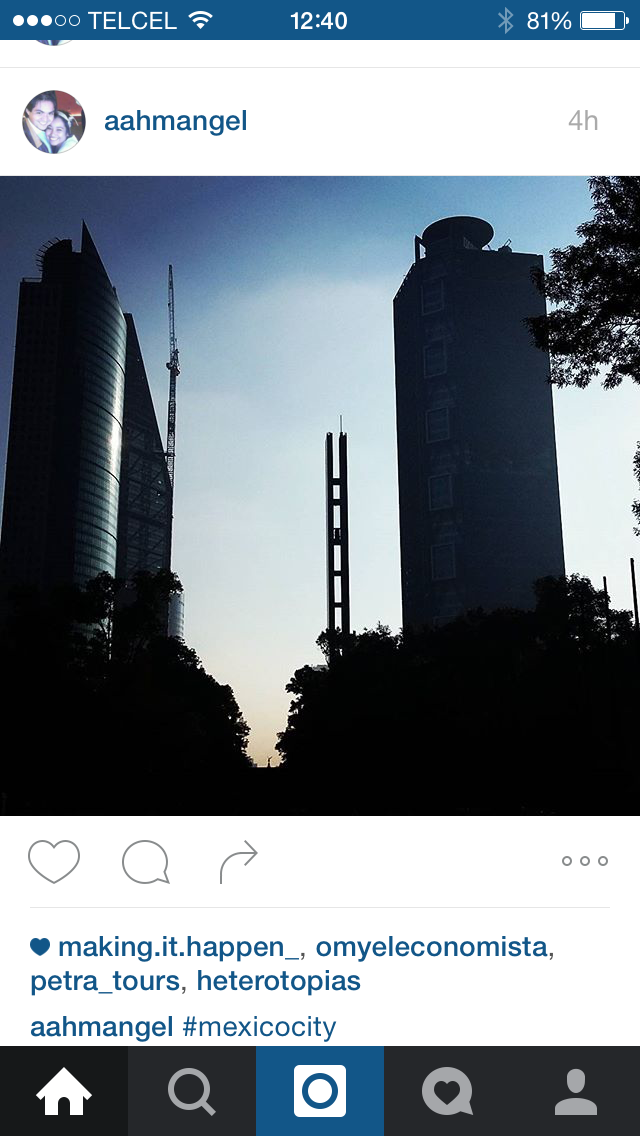 TELCEL 12:40 81%
aahmangel 4h
making.it.happen_, omyeleconomista,
petra_tours, heterotopias
aahmangel #mexicocity